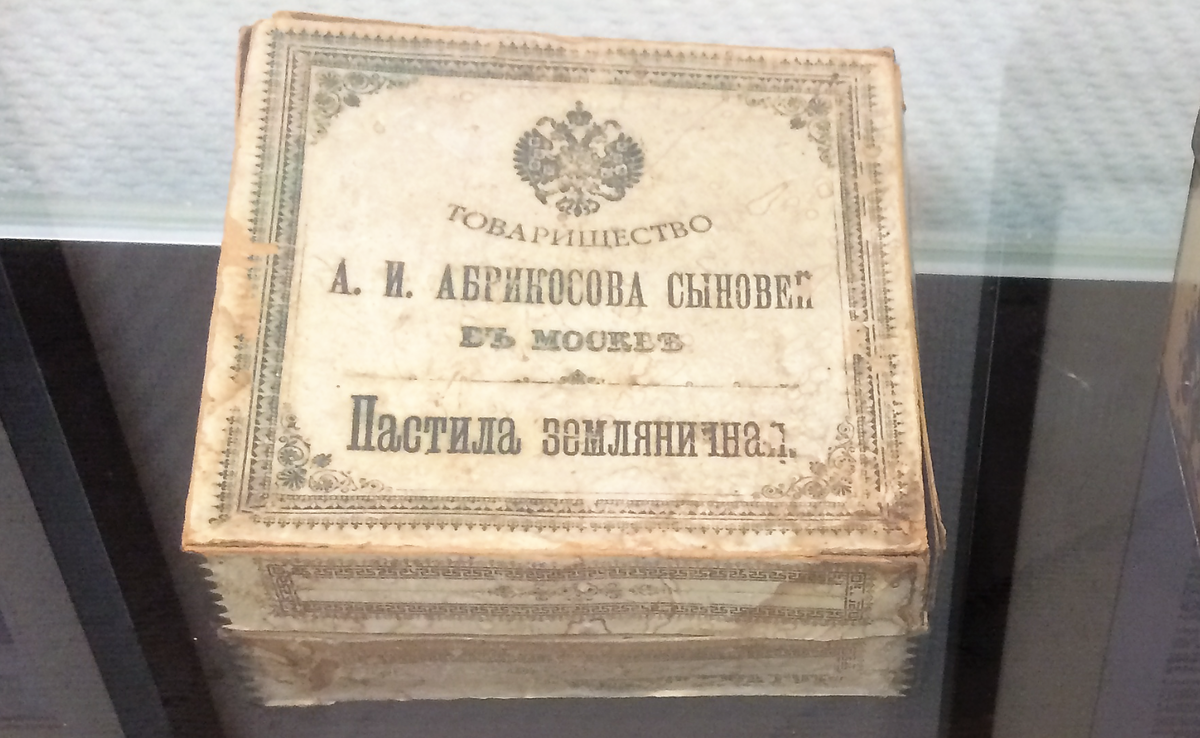 ТОВАРИЩЕСТВО
А. И. АБРИКОСОВА СЫНОВЕЙ
ВЪ МОСКВѢ
Пастила земляничная.